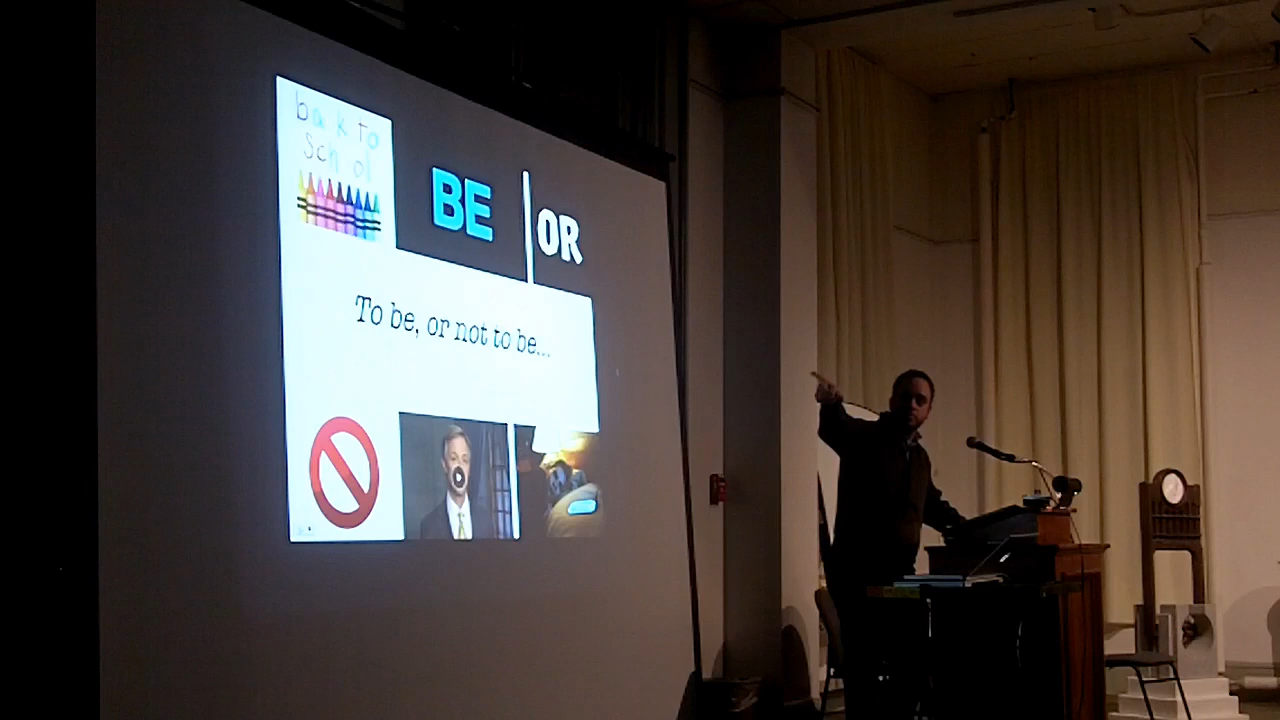 back to
School
BE
OR
To be, or not to be...